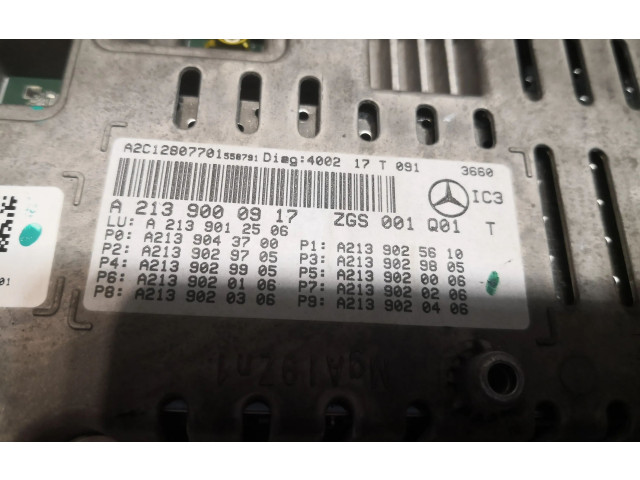 A2C12807701558791 Diag:4002 17 T 091 3660
IC3
A 213 900 09 17 ZGS 001 Q01 T
LU: A 213 901 25 06
P0: A213 904 37 00 P1: A213 902 56 10
P2: A213 902 97 05 P3: A213 902 98 05
P4: A213 902 99 05 P5: A213 902 00 06
P6: A213 902 01 06 P7: A213 902 02 06
P8: A213 902 03 06 P9: A213 902 04 06
01